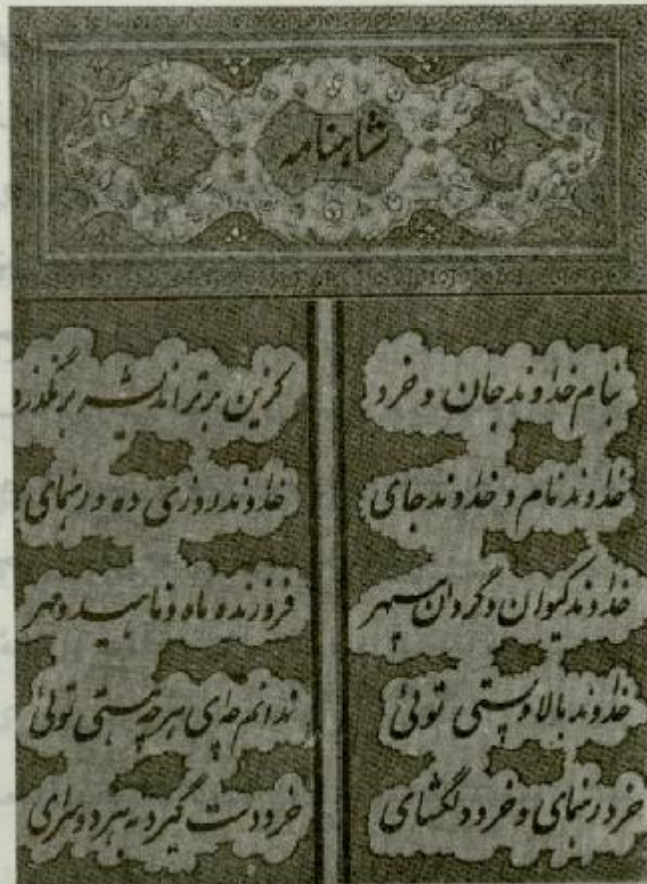 شاهنامه
بنام خداوند جان و خرد
کزین برتر اندیشه برنگذرد
خداوند نام و خداوند جای
خداوند روزی ده و رهنمای
خداوند کیوان و گردان سپهر
فروزنده ماه و ناهید و مهر
خداوند بالا و پستی توئی
ندانم چه‌ای هر چه هستی توئی
خرد رهنمای و خرد دلگشای
خرد دست گیرد به هر دو سرای